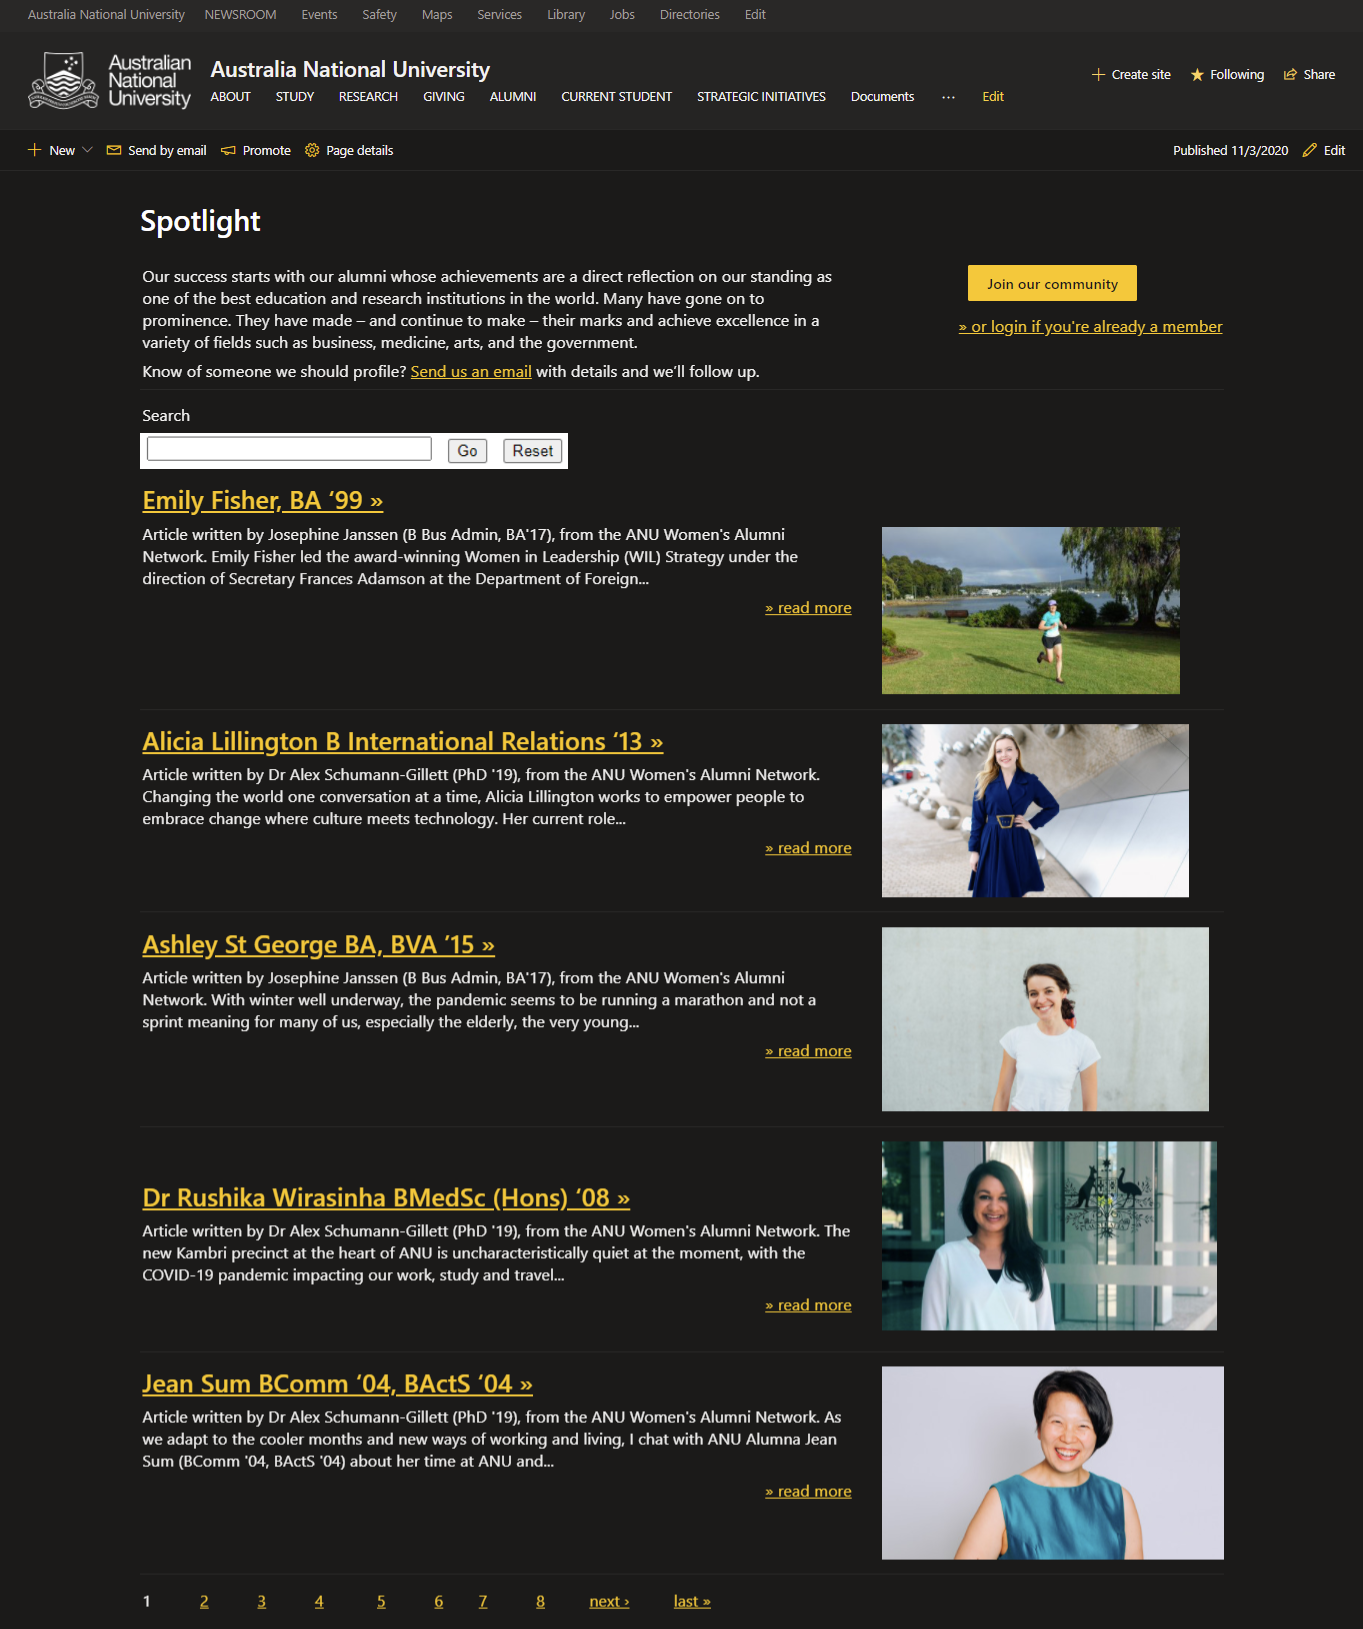 Australia National University NEWSROOM Events Safety Maps Services Library Jobs Directories Edit
Australian
National
University
Australia National University
ABOUT STUDY RESEARCH GIVING ALUMNI CURRENT STUDENT STRATEGIC INITIATIVES Documents ... Edit
Create site Following Share
New Send by email Promote Page details
Published 11/3/2020 Edit
Spotlight
Our success starts with our alumni whose achievements are a direct reflection on our standing as
one of the best education and research institutions in the world. Many have gone on to
prominence. They have made – and continue to make – their marks and achieve excellence in a
variety of fields such as business, medicine, arts, and the government.
Know of someone we should profile? Send us an email with details and we’ll follow up.
Join our community
» or login if you're already a member
Search
Go Reset
Emily Fisher, BA ‘99 »
Article written by Josephine Janssen (B Bus Admin, BA'17), from the ANU Women's Alumni
Network. Emily Fisher led the award-winning Women in Leadership (WIL) Strategy under the
direction of Secretary Frances Adamson at the Department of Foreign...
» read more
Alicia Lillington B International Relations ‘13 »
Article written by Dr Alex Schumann-Gillett (PhD '19), from the ANU Women's Alumni Network.
Changing the world one conversation at a time, Alicia Lillington works to empower people to
embrace change where culture meets technology. Her current role...
» read more
Ashley St George BA, BVA ’15 »
Article written by Josephine Janssen (B Bus Admin, BA'17), from the ANU Women's Alumni
Network. With winter well underway, the pandemic seems to be running a marathon and not a
sprint meaning for many of us, especially the elderly, the very young...
» read more
Dr Rushika Wirasinha BMedSc (Hons) ‘08 »
Article written by Dr Alex Schumann-Gillett (PhD '19), from the ANU Women's Alumni Network. The
new Kambri precinct at the heart of ANU is uncharacteristically quiet at the moment, with the
COVID-19 pandemic impacting our work, study and travel...
» read more
Jean Sum BComm ‘04, BActS ‘04 »
Article written by Dr Alex Schumann-Gillett (PhD '19), from the ANU Women's Alumni Network. As
we adapt to the cooler months and new ways of working and living, I chat with ANU Alumna Jean
Sum (BComm '04, BActS '04) about her time at ANU and...
» read more
1 2 3 4 5 6 7 8 next › last »